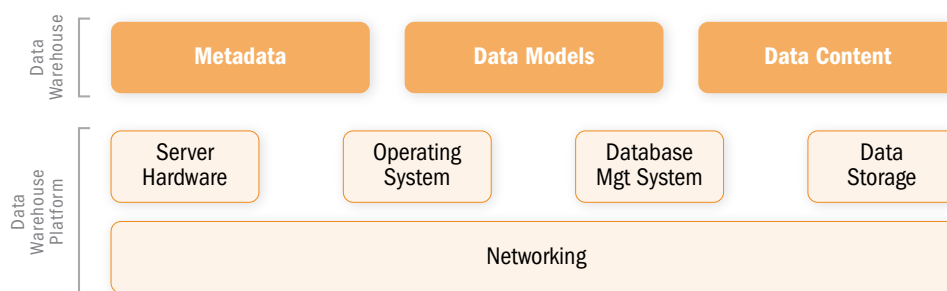 Data
Warehouse
Metadata
Data Models
Data Content
Data
Warehouse
Platform
Server
Hardware
Operating
System
Database
Mgt System
Data
Storage
Networking